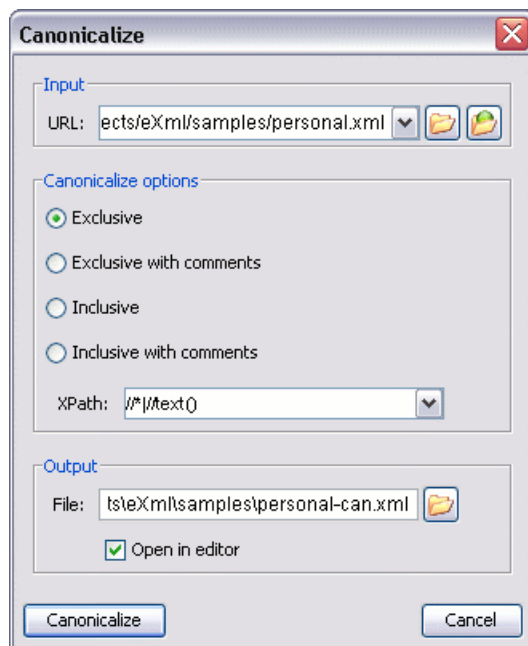 Canonicalize
Input
URL: ects/eXml/samples/personal.xml
Canonicalize options
Exclusive
Exclusive with comments
Inclusive
Inclusive with comments
XPath: //*|//text()
Output
File: ts\eXml\samples\personal-can.xml
Open in editor
Canonicalize Cancel